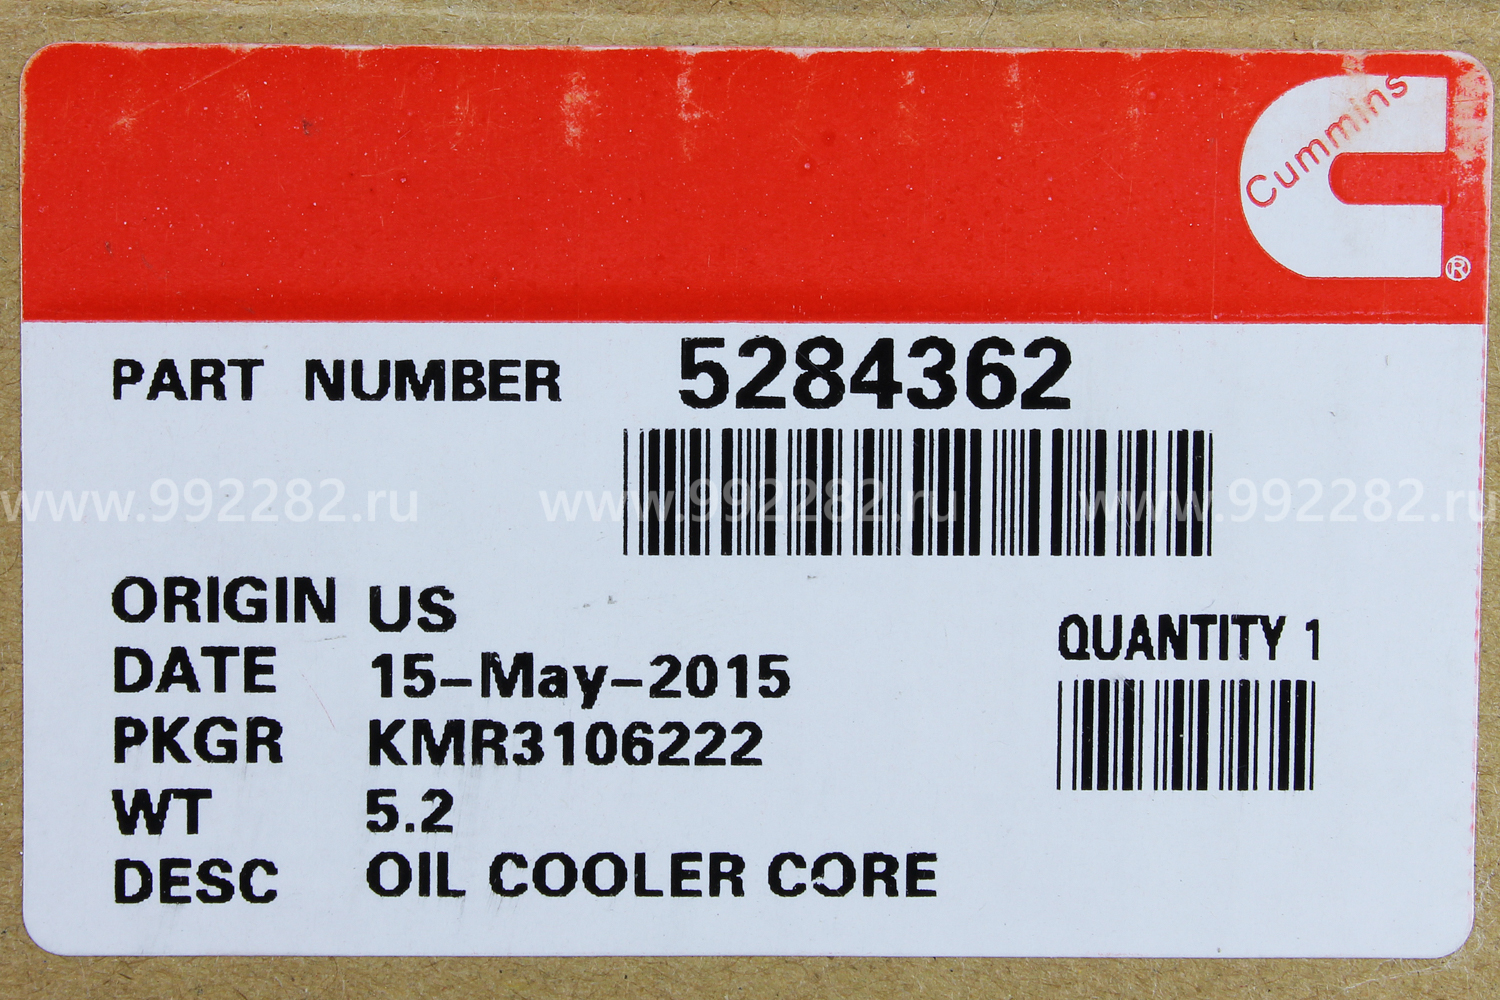 Cummins
®
PART NUMBER 5284362
www.992282.ru www.992282.ru www.992282.ru
ORIGIN US
QUANTITY 1
DATE 15-May-2015
PKGR KMR3106222
WT 5.2
DESC OIL COOLER CORE